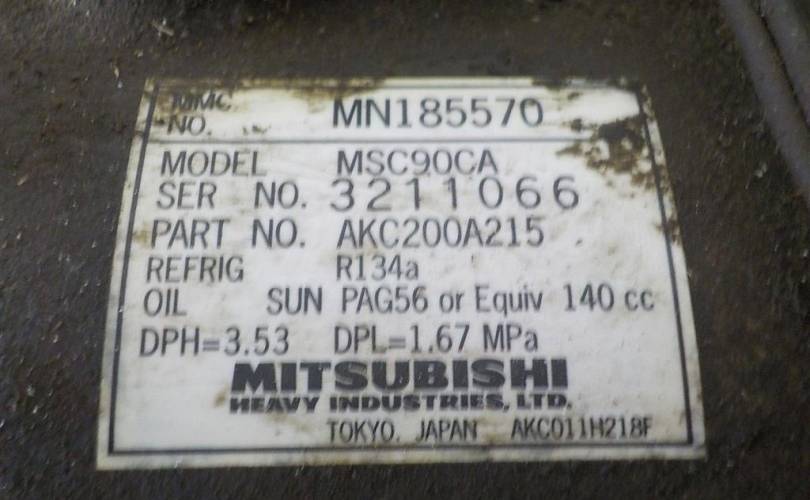 MMC
NO. MN185570
MODEL MSC90CA
SER NO. 3211066
PART NO. AKC200A215
REFRIG R134a
OIL SUN PAG56 or Equiv 140 cc
DPH=3.53 DPL=1.67 MPa
MITSUBISHI
HEAVY INDUSTRIES, LTD.
TOKYO. JAPAN AKC011H218F